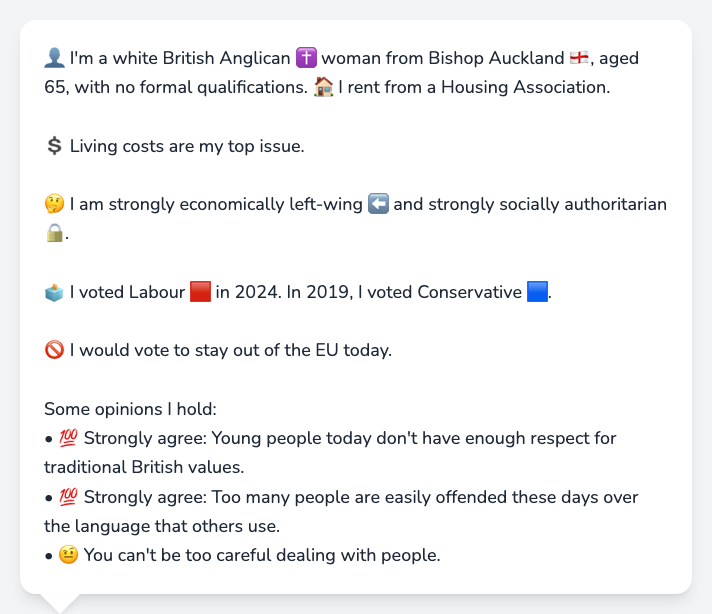 👤 I'm a white British Anglican ✝️ woman from Bishop Auckland 🏴󠁧󠁢󠁥󠁮󠁧󠁿, aged
65, with no formal qualifications. 🏠 I rent from a Housing Association.
💲 Living costs are my top issue.
🤔 I am strongly economically left-wing ⬅️ and strongly socially authoritarian
🔒.
🗳️ I voted Labour 🟥 in 2024. In 2019, I voted Conservative 🟦.
🚫 I would vote to stay out of the EU today.
Some opinions I hold:
• 💯 Strongly agree: Young people today don't have enough respect for
traditional British values.
• 💯 Strongly agree: Too many people are easily offended these days over
the language that others use.
• 🤨 You can't be too careful dealing with people.